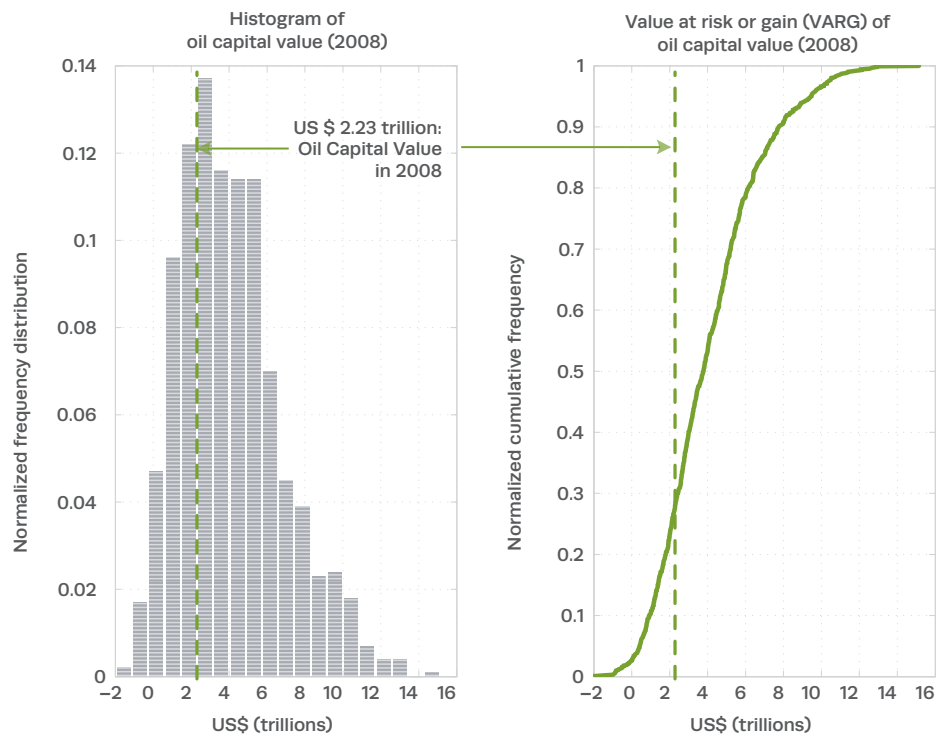 Histogram of
oil capital value (2008)
0.14
0.12
0.1
0.08
0.06
0.04
0.02
0
Normalized frequency distribution
US $ 2.23 trillion:
Oil Capital Value
in 2008
−2 0 2 4 6 8 10 12 14 16
US$ (trillions)
Value at risk or gain (VARG) of
oil capital value (2008)
1
0.9
0.8
0.7
0.6
0.5
0.4
0.3
0.2
0.1
0
Normalized cumulative frequency
−2 0 2 4 6 8 10 12 14 16
US$ (trillions)